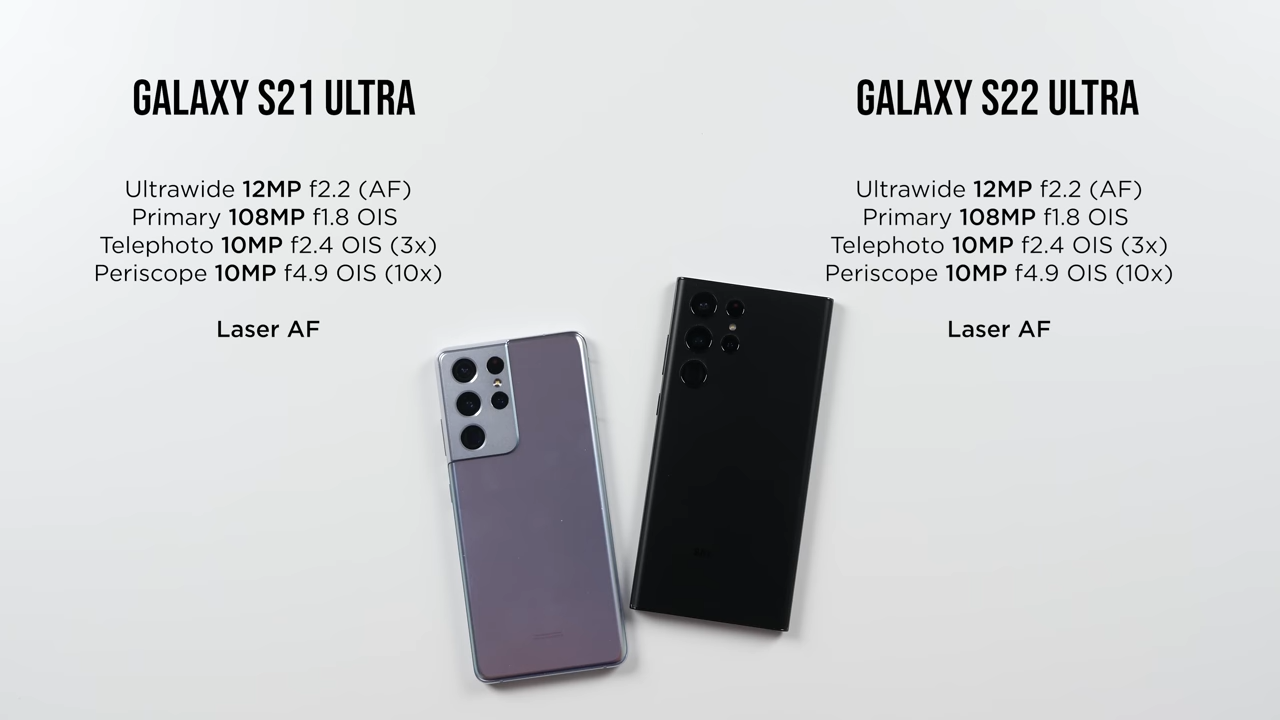 GALAXY S21 ULTRA
Ultrawide 12MP f2.2 (AF)
Primary 108MP f1.8 OIS
Telephoto 10MP f2.4 OIS (3x)
Periscope 10MP f4.9 OIS (10x)
Laser AF
GALAXY S22 ULTRA
Ultrawide 12MP f2.2 (AF)
Primary 108MP f1.8 OIS
Telephoto 10MP f2.4 OIS (3x)
Periscope 10MP f4.9 OIS (10x)
Laser AF